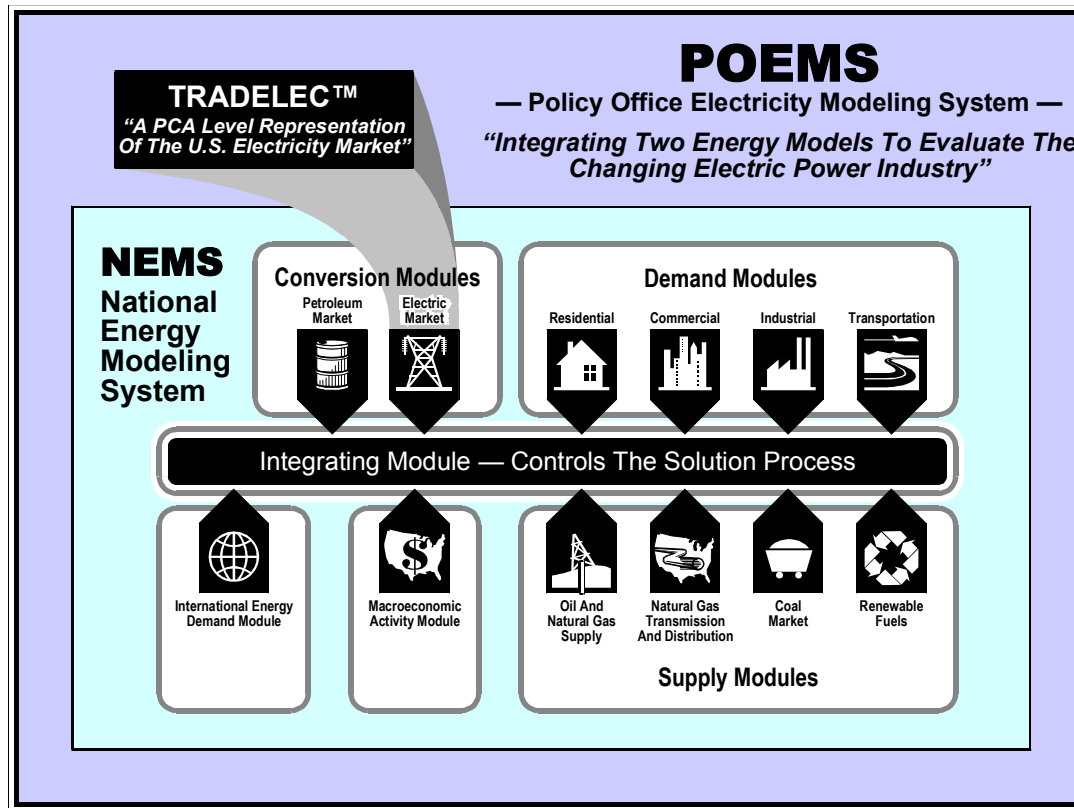 POEMS
— Policy Office Electricity Modeling System —
“Integrating Two Energy Models To Evaluate The
Changing Electric Power Industry”
TRADELEC™
“A PCA Level Representation
Of The U.S. Electricity Market”
NEMS
National
Energy
Modeling
System
Conversion Modules
Petroleum
Market
Electric
Market
Demand Modules
Residential
Commercial
Industrial
Transportation
Integrating Module — Controls The Solution Process
International Energy
Demand Module
$
Macroeconomic
Activity Module
Oil And
Natural Gas
Supply
Natural Gas
Transmission
And Distribution
Coal
Market
Renewable
Fuels
Supply Modules